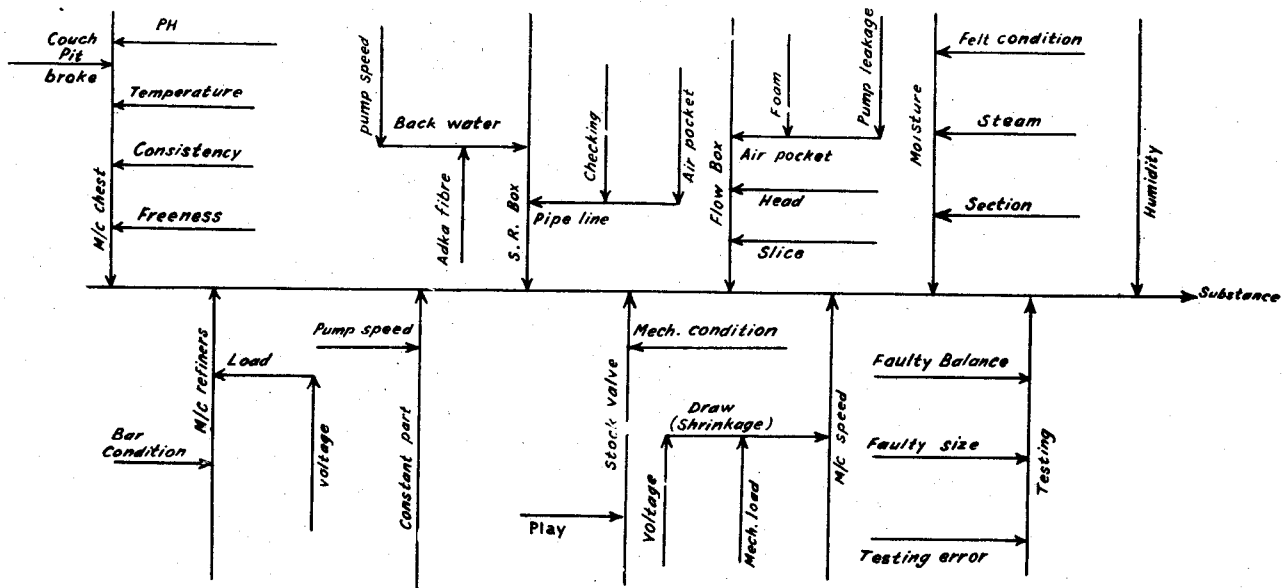 PH
Couch
Pit
broke
Temperature
Consistency
Freeness
M/c chest
pump speed
Back water
Adka fibre
S. R. Box
Checking
Air pocket
Pipe line
Flow Box
Foam
Pump leakage
Air pocket
Head
Slice
Moisture
Felt condition
Steam
Section
Humidity
Substance
M/C refiners
Load
Bar
Condition
voltage
Pump speed
Constant part
Stock valve
Mech. condition
Play
Draw
(Shrinkage)
Voltage
Mech. load
M/C speed
Faulty Balance
Faulty size
Testing error
Testing